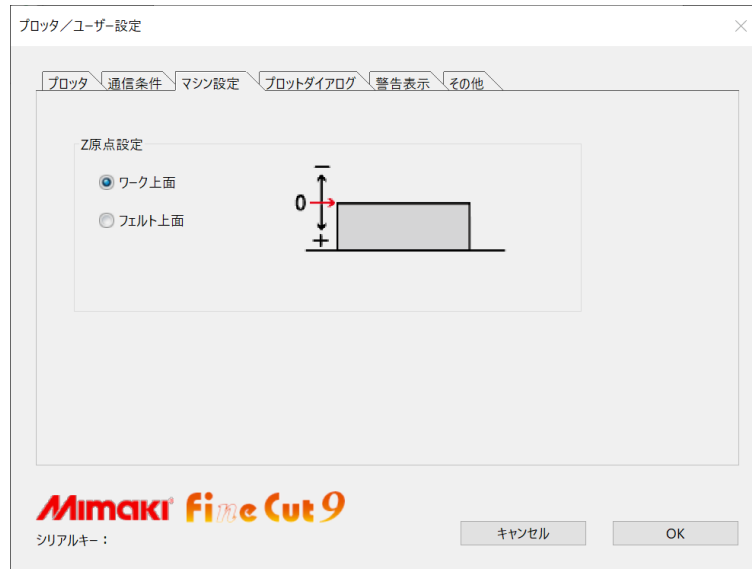 プロッタ／ユーザー設定
プロッタ 通信条件 マシン設定 プロットダイアログ 警告表示 その他
Z原点設定
ワーク上面
フェルト上面
−
0
+
Mimaki Fine Cut 9
シリアルキー：
キャンセル OK